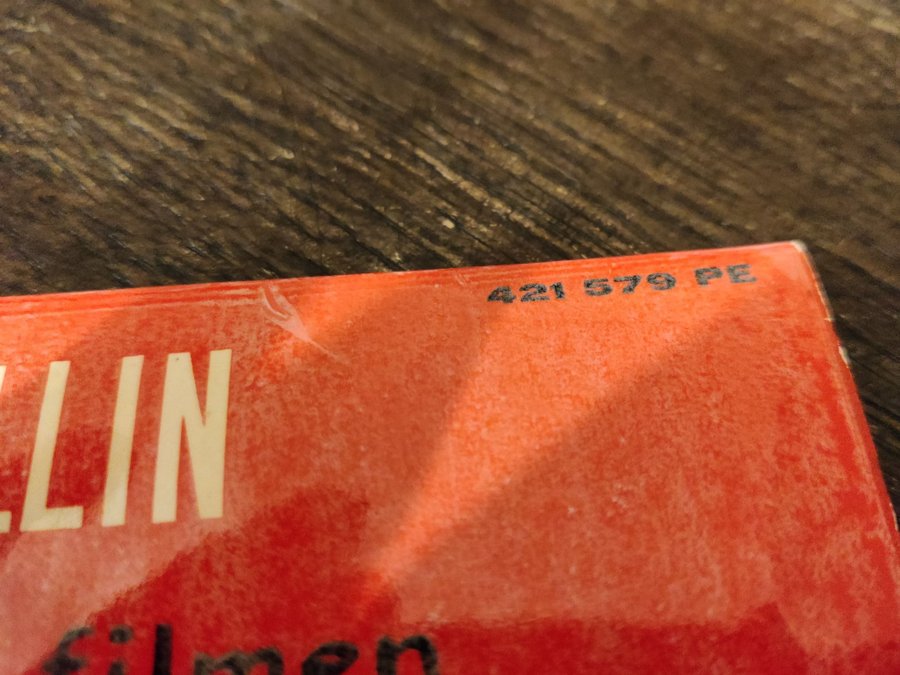 421 579 PE
LLIN
filmen